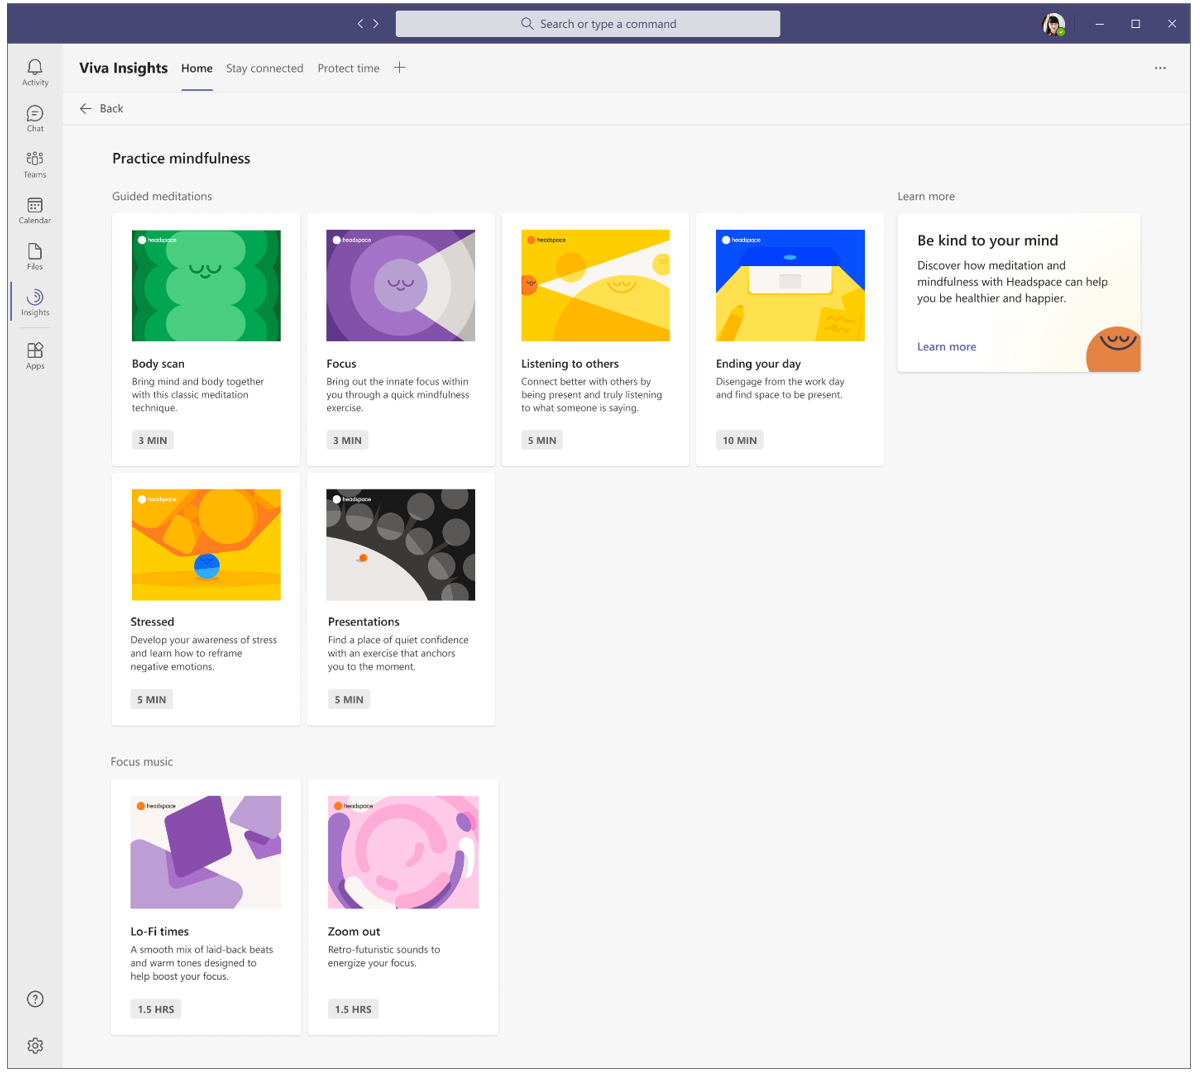 Search or type a command
Viva Insights
Home
Stay connected
Protect time
Back
Activity
Chat
Teams
Calendar
Files
Insights
Apps
Practice mindfulness
Guided meditations
headspace
Body scan
Bring mind and body together
with this classic meditation
technique.
3 MIN
headspace
Focus
Bring out the innate focus within
you through a quick mindfulness
exercise.
3 MIN
headspace
Listening to others
Connect better with others by
being present and truly listening
to what someone is saying.
5 MIN
headspace
Ending your day
Disengage from the work day
and find space to be present.
10 MIN
Learn more
Be kind to your mind
Discover how meditation and
mindfulness with Headspace can help
you be healthier and happier.
Learn more
headspace
Stressed
Develop your awareness of stress
and learn how to reframe
negative emotions.
5 MIN
headspace
Presentations
Find a place of quiet confidence
with an exercise that anchors
you to the moment.
5 MIN
Focus music
headspace
Lo-Fi times
A smooth mix of laid-back beats
and warm tones designed to
help boost your focus.
1.5 HRS
headspace
Zoom out
Retro-futuristic sounds to
energize your focus.
1.5 HRS